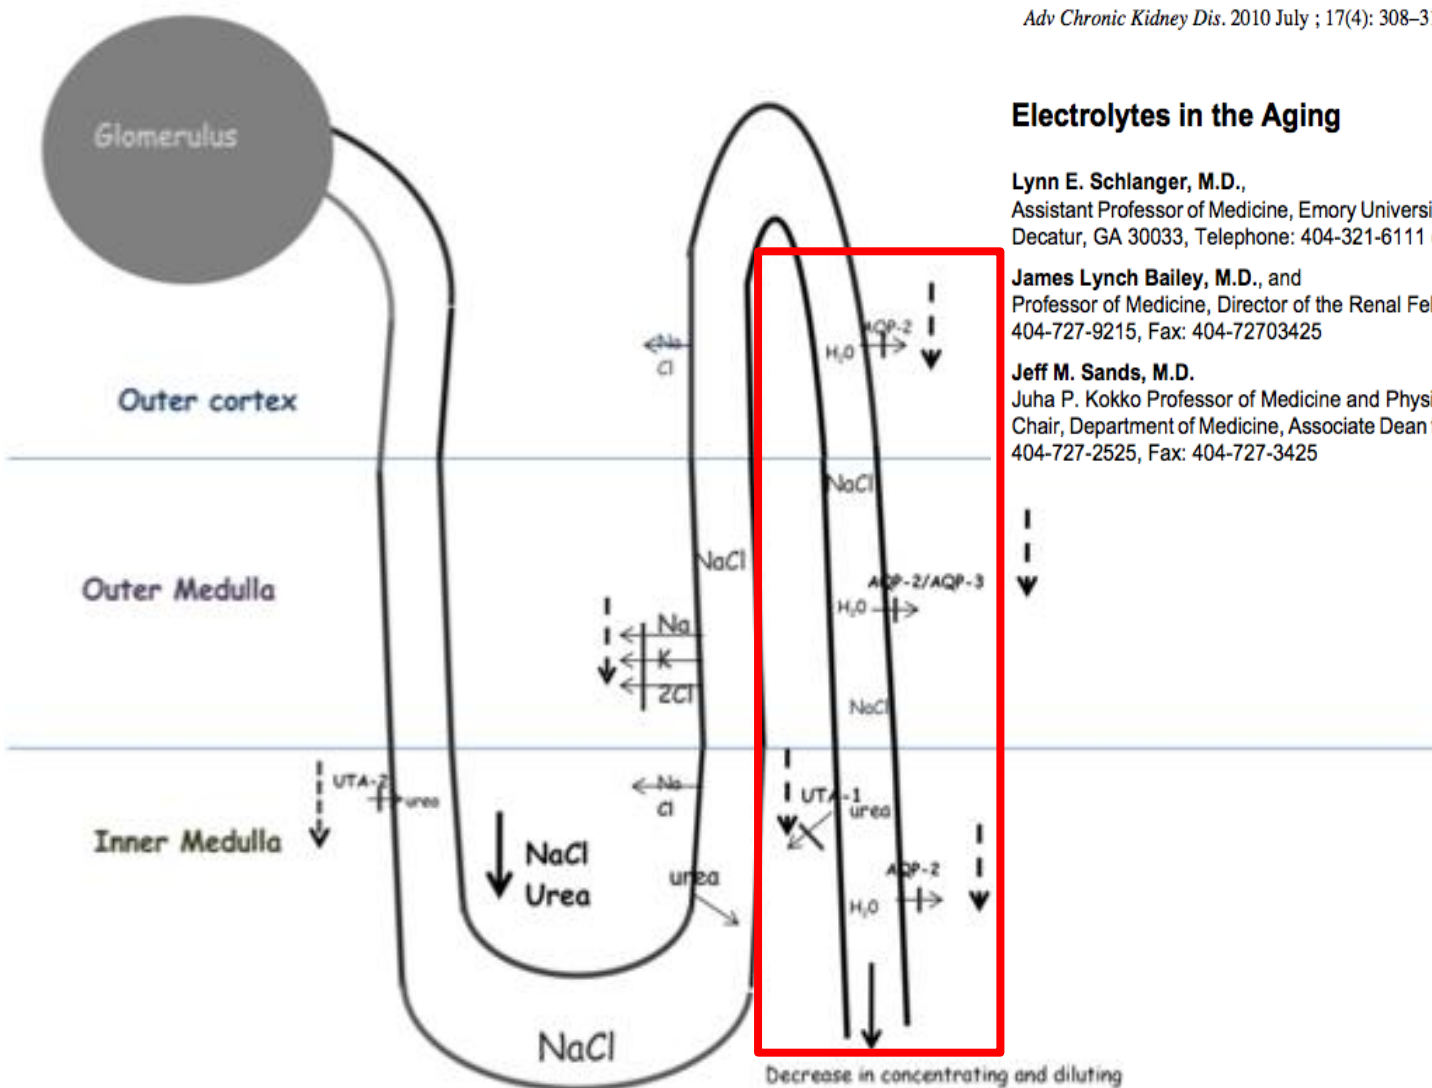 Adv Chronic Kidney Dis. 2010 July ; 17(4): 308–31
Electrolytes in the Aging
Lynn E. Schlanger, M.D.,
Assistant Professor of Medicine, Emory Universi
Decatur, GA 30033, Telephone: 404-321-6111
James Lynch Bailey, M.D., and
Professor of Medicine, Director of the Renal Fel
404-727-9215, Fax: 404-72703425
Jeff M. Sands, M.D.
Juha P. Kokko Professor of Medicine and Physi
Chair, Department of Medicine, Associate Dean
404-727-2525, Fax: 404-727-3425
Glomerulus
Na
Cl
AQP-2
H₂O
Outer cortex
NaCl
NaCl
Outer Medulla
AQP-2/AQP-3
H₂O
Na
K
2Cl
NaCl
UTA-2
urea
Na
Cl
UTA-1
urea
Inner Medulla
NaCl
Urea
urea
AQP-2
H₂O
NaCl
Decrease in concentrating and diluting